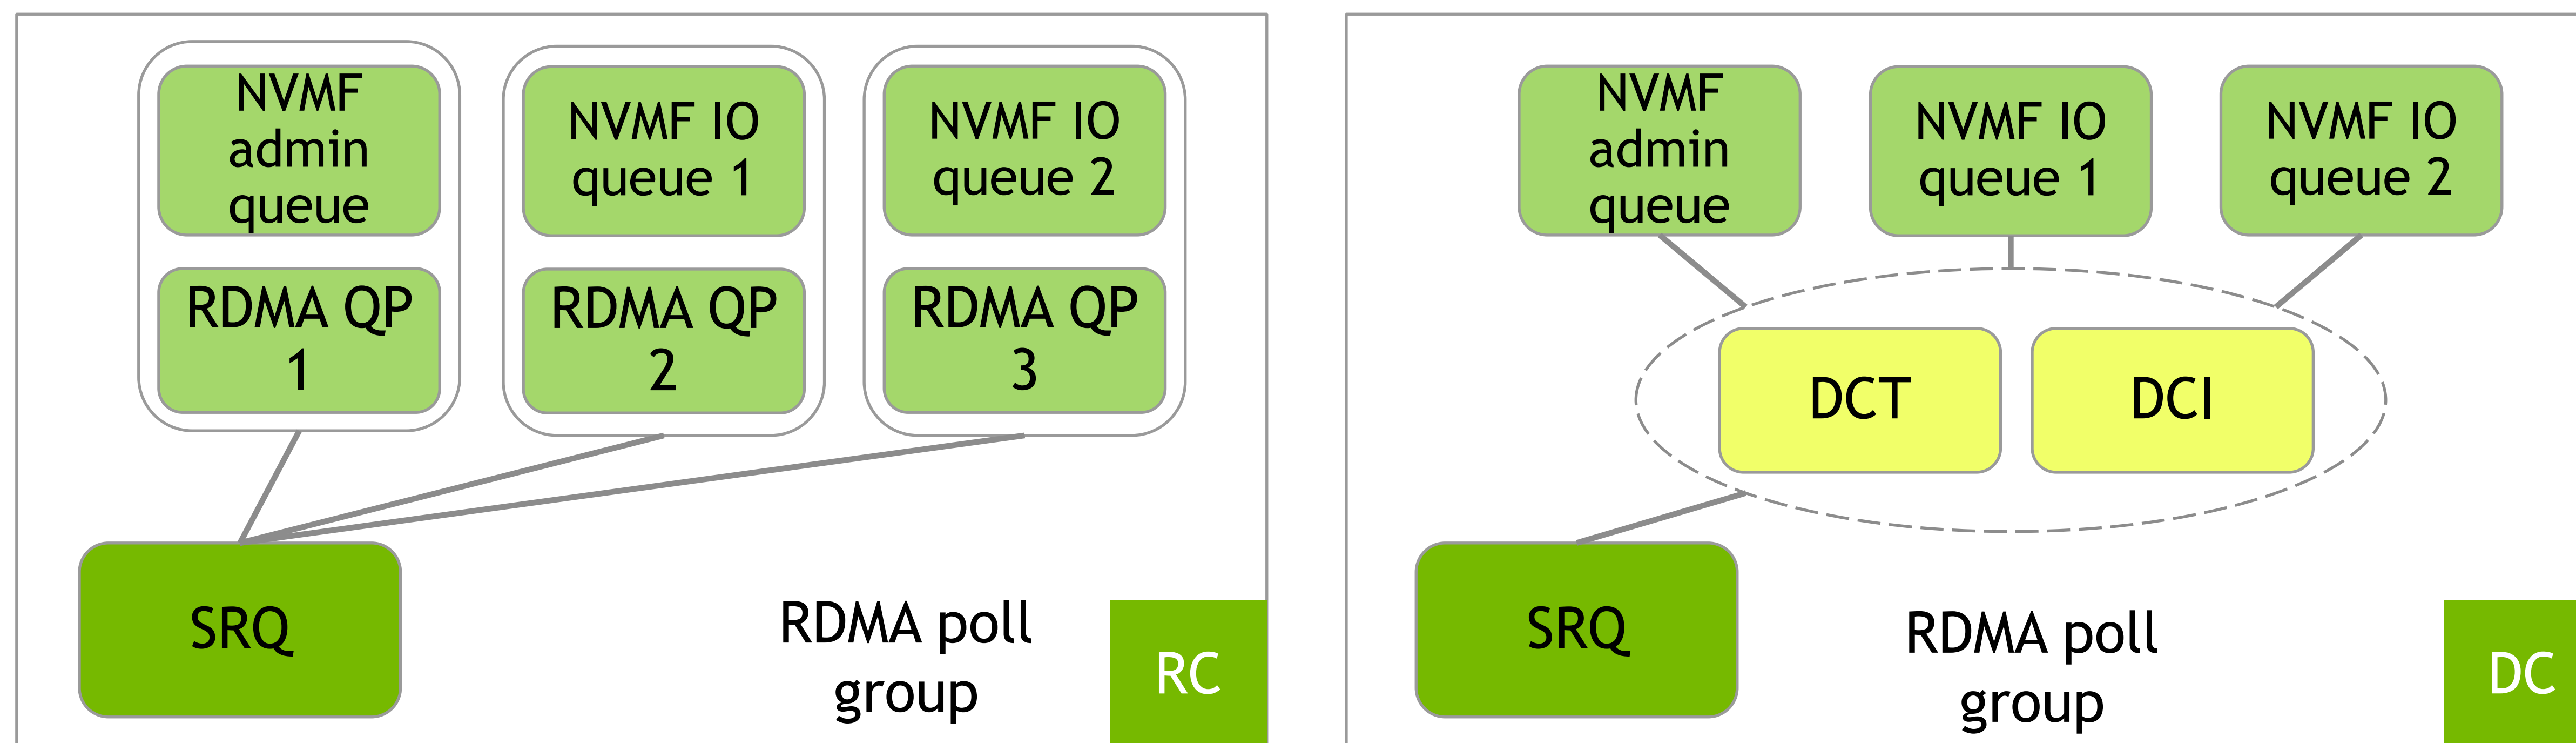 NVMF
admin
queue
NVMF IO
queue 1
NVMF IO
queue 2
RDMA QP
1
RDMA QP
2
RDMA QP
3
SRQ
RDMA poll
group
RC
NVMF
admin
queue
NVMF IO
queue 1
NVMF IO
queue 2
DCT
DCI
SRQ
RDMA poll
group
DC